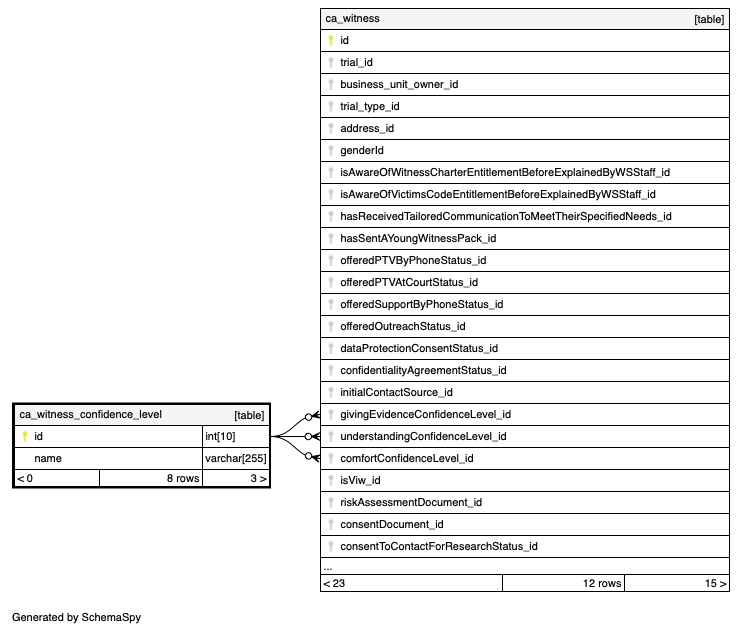 ca_witness [table]
id
trial_id
business_unit_owner_id
trial_type_id
address_id
genderId
isAwareOfWitnessCharterEntitlementBeforeExplainedByWSStaff_id
isAwareOfVictimsCodeEntitlementBeforeExplainedByWSStaff_id
hasReceivedTailoredCommunicationToMeetTheirSpecifiedNeeds_id
hasSentAYoungWitnessPack_id
offeredPTVByPhoneStatus_id
offeredPTVAtCourtStatus_id
offeredSupportByPhoneStatus_id
offeredOutreachStatus_id
dataProtectionConsentStatus_id
confidentialityAgreementStatus_id
initialContactSource_id
givingEvidenceConfidenceLevel_id
understandingConfidenceLevel_id
comfortConfidenceLevel_id
isViw_id
riskAssessmentDocument_id
consentDocument_id
consentToContactForResearchStatus_id
...
< 23 12 rows 15 >
ca_witness_confidence_level [table]
id int[10]
name varchar[255]
< 0 8 rows 3 >
Generated by SchemaSpy